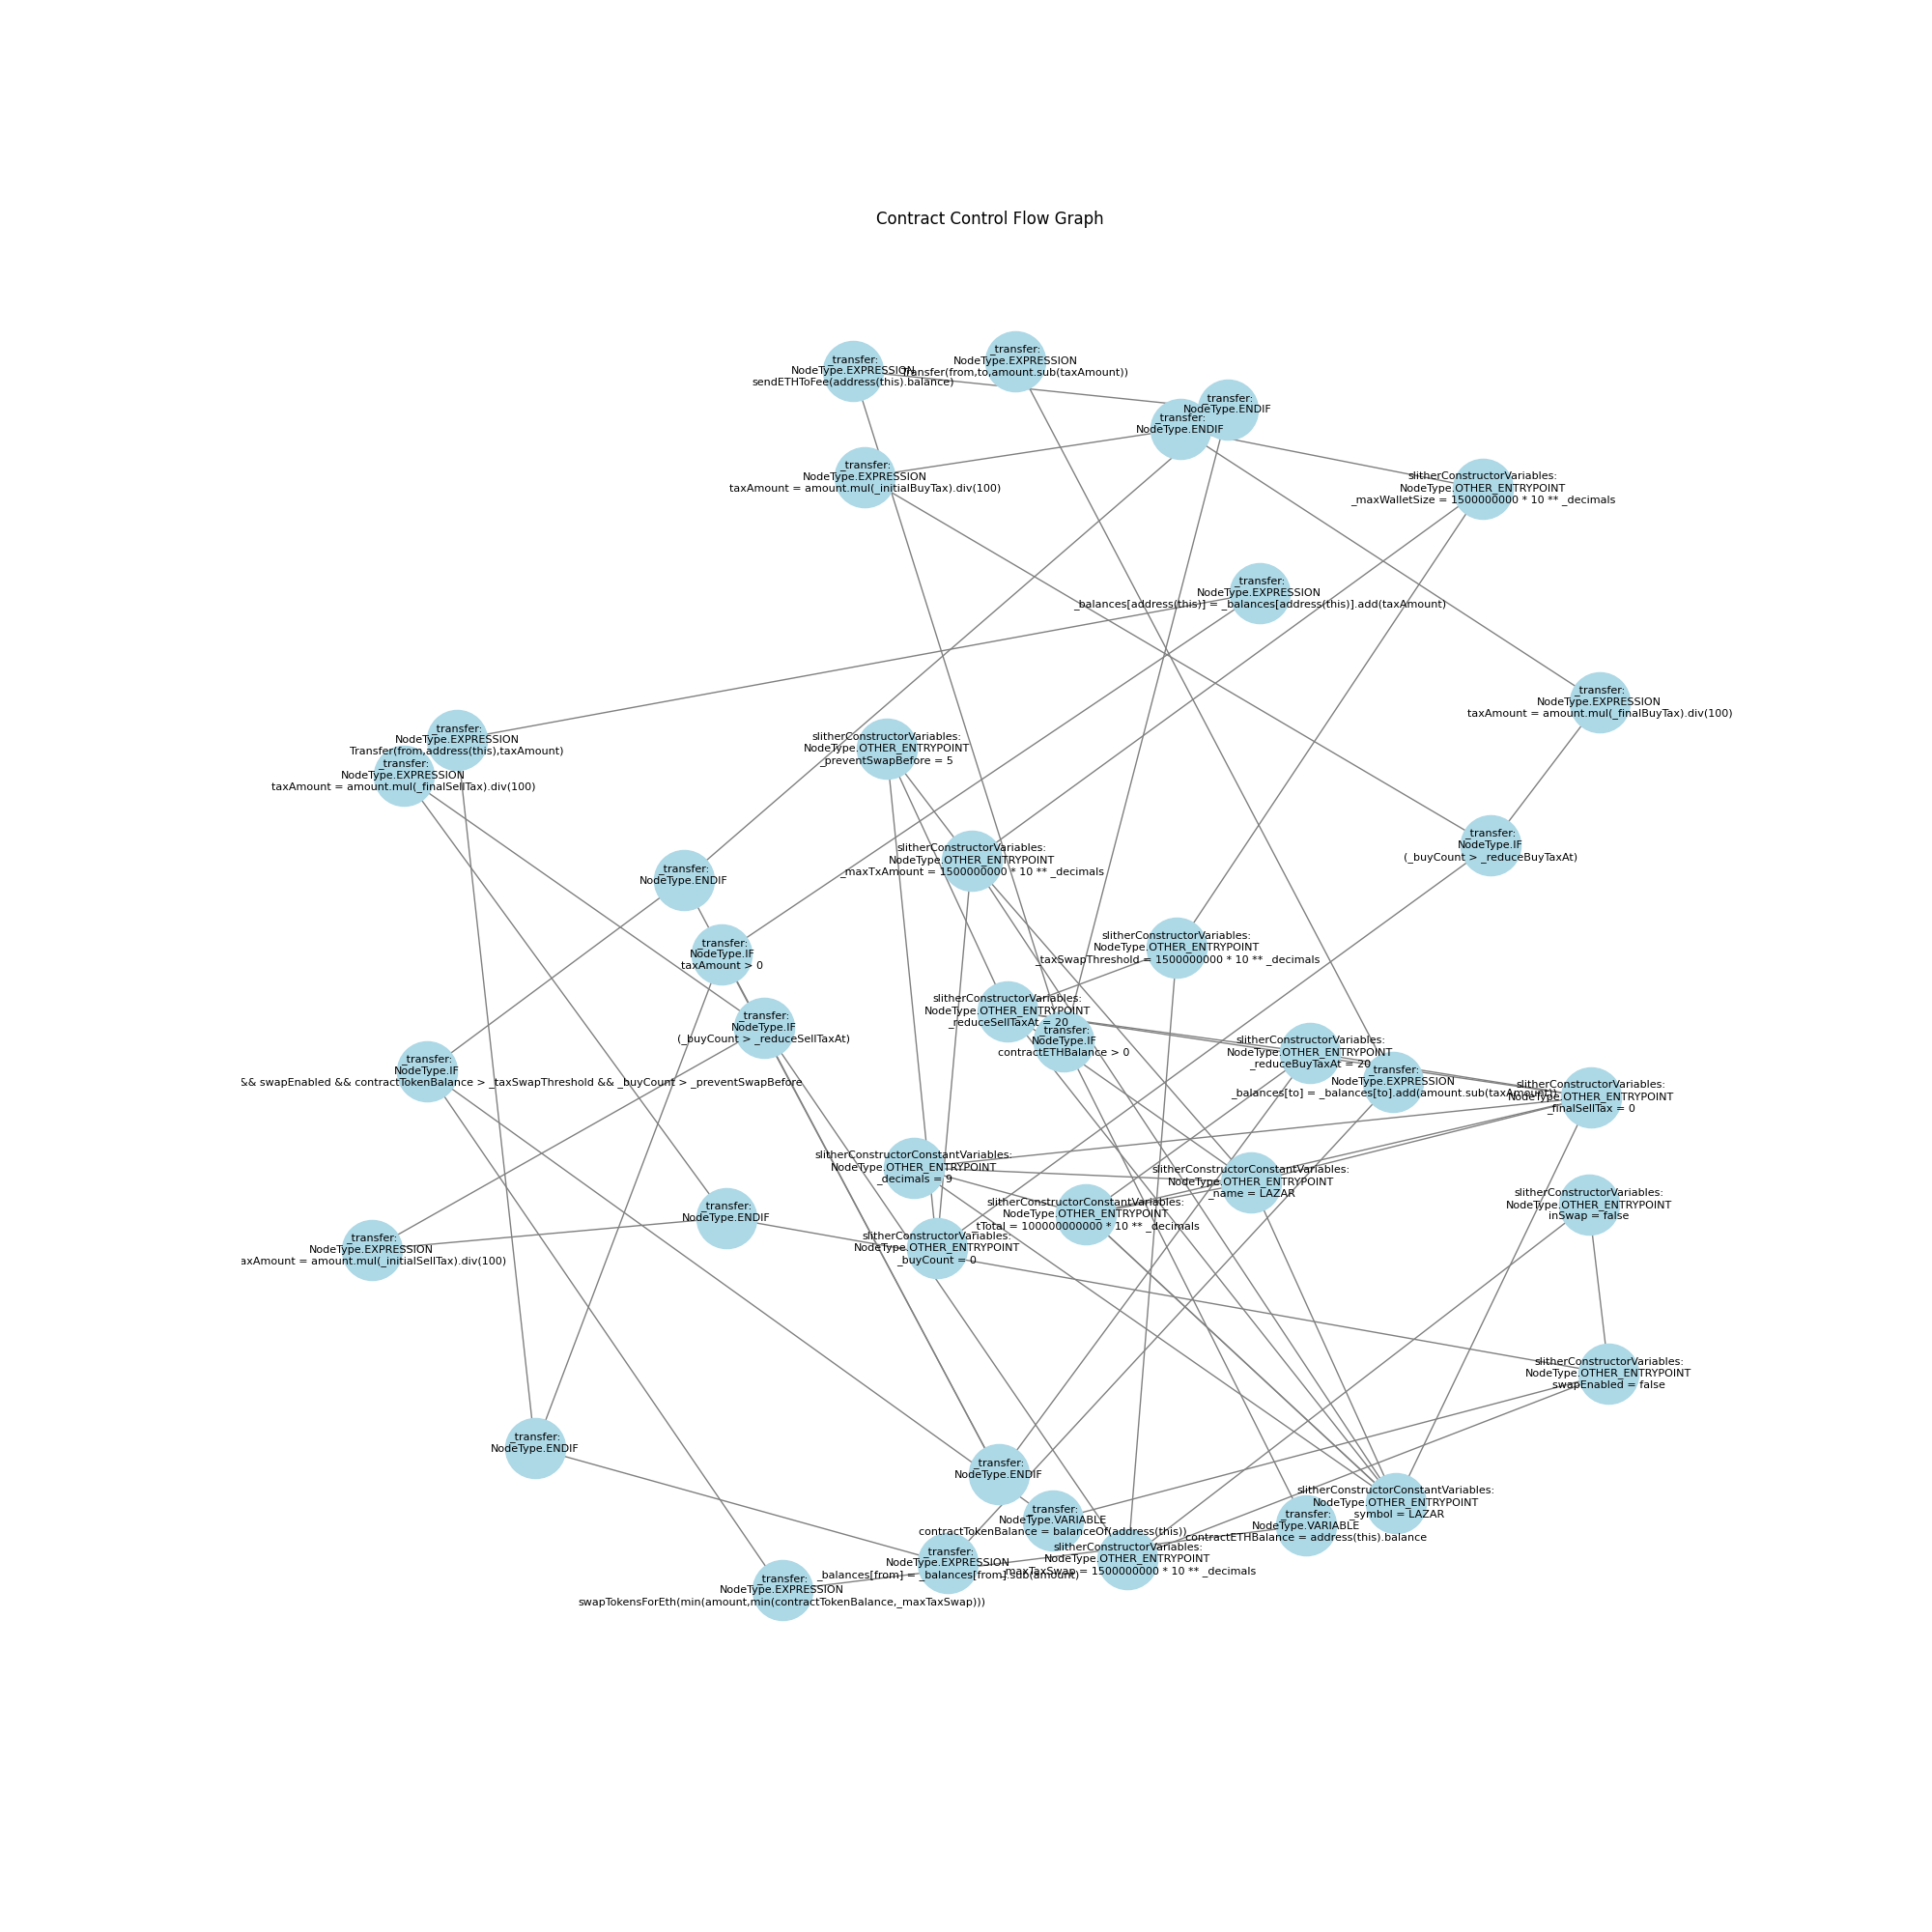 Contract Control Flow Graph
_transfer:
NodeType.EXPRESSION
Transfer(from,to,amount.sub(taxAmount))
_transfer:
NodeType.EXPRESSION
sendETHToFee(address(this).balance)
_transfer:
NodeType.ENDIF
_transfer:
NodeType.ENDIF
_transfer:
NodeType.EXPRESSION
taxAmount = amount.mul(_initialBuyTax).div(100)
slitherConstructorVariables:
NodeType.OTHER_ENTRYPOINT
_maxWalletSize = 1500000000 * 10 ** _decimals
_transfer:
NodeType.EXPRESSION
_balances[address(this)] = _balances[address(this)].add(taxAmount)
_transfer:
NodeType.EXPRESSION
taxAmount = amount.mul(_finalBuyTax).div(100)
_transfer:
NodeType.EXPRESSION
Transfer(from,address(this),taxAmount)
slitherConstructorVariables:
NodeType.OTHER_ENTRYPOINT
_preventSwapBefore = 5
_transfer:
NodeType.EXPRESSION
taxAmount = amount.mul(_finalSellTax).div(100)
_transfer:
NodeType.IF
(_buyCount > _reduceBuyTaxAt)
slitherConstructorVariables:
NodeType.OTHER_ENTRYPOINT
_maxTxAmount = 1500000000 * 10 ** _decimals
_transfer:
NodeType.ENDIF
slitherConstructorVariables:
NodeType.OTHER_ENTRYPOINT
_taxSwapThreshold = 1500000000 * 10 ** _decimals
_transfer:
NodeType.IF
taxAmount > 0
slitherConstructorVariables:
NodeType.OTHER_ENTRYPOINT
_reduceSellTaxAt = 20
_transfer:
NodeType.IF
(_buyCount > _reduceSellTaxAt)
_transfer:
NodeType.IF
contractETHBalance > 0
slitherConstructorVariables:
NodeType.OTHER_ENTRYPOINT
_reduceBuyTaxAt = 20
_transfer:
NodeType.IF
&& swapEnabled && contractTokenBalance > _taxSwapThreshold && _buyCount > _preventSwapBefore
_transfer:
NodeType.EXPRESSION
_balances[to] = _balances[to].add(amount.sub(taxAmount))
slitherConstructorVariables:
NodeType.OTHER_ENTRYPOINT
_finalSellTax = 0
slitherConstructorConstantVariables:
NodeType.OTHER_ENTRYPOINT
_decimals = 9
slitherConstructorConstantVariables:
NodeType.OTHER_ENTRYPOINT
_name = LAZAR
slitherConstructorConstantVariables:
NodeType.OTHER_ENTRYPOINT
_tTotal = 100000000000 * 10 ** _decimals
slitherConstructorVariables:
NodeType.OTHER_ENTRYPOINT
inSwap = false
_transfer:
NodeType.ENDIF
slitherConstructorVariables:
NodeType.OTHER_ENTRYPOINT
_buyCount = 0
_transfer:
NodeType.EXPRESSION
axAmount = amount.mul(_initialSellTax).div(100)
slitherConstructorVariables:
NodeType.OTHER_ENTRYPOINT
swapEnabled = false
_transfer:
NodeType.ENDIF
_transfer:
NodeType.ENDIF
slitherConstructorConstantVariables:
NodeType.OTHER_ENTRYPOINT
_symbol = LAZAR
_transfer:
NodeType.VARIABLE
contractTokenBalance = balanceOf(address(this))
_transfer:
NodeType.VARIABLE
contractETHBalance = address(this).balance
slitherConstructorVariables:
NodeType.OTHER_ENTRYPOINT
_maxTaxSwap = 1500000000 * 10 ** _decimals
_transfer:
NodeType.EXPRESSION
_balances[from] = _balances[from].sub(amount)
_transfer:
NodeType.EXPRESSION
swapTokensForEth(min(amount,min(contractTokenBalance,_maxTaxSwap)))